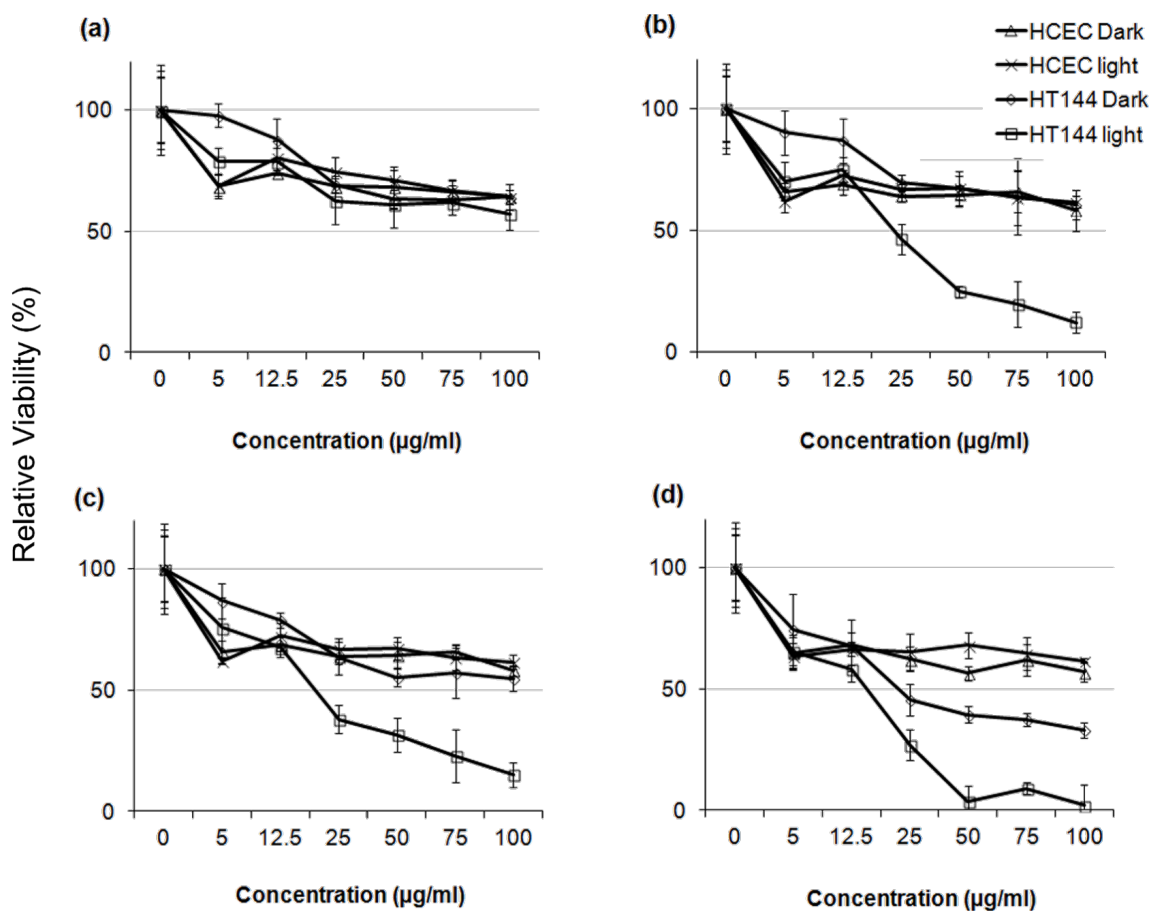 (a)
100
50
0
0 5 12.5 25 50 75 100
Concentration (µg/ml)
(b)
HCEC Dark
HCEC light
HT144 Dark
HT144 light
100
50
0
0 5 12.5 25 50 75 100
Concentration (µg/ml)
Relative Viability (%)
(c)
100
50
0
0 5 12.5 25 50 75 100
Concentration (µg/ml)
(d)
100
50
0
0 5 12.5 25 50 75 100
Concentration (µg/ml)